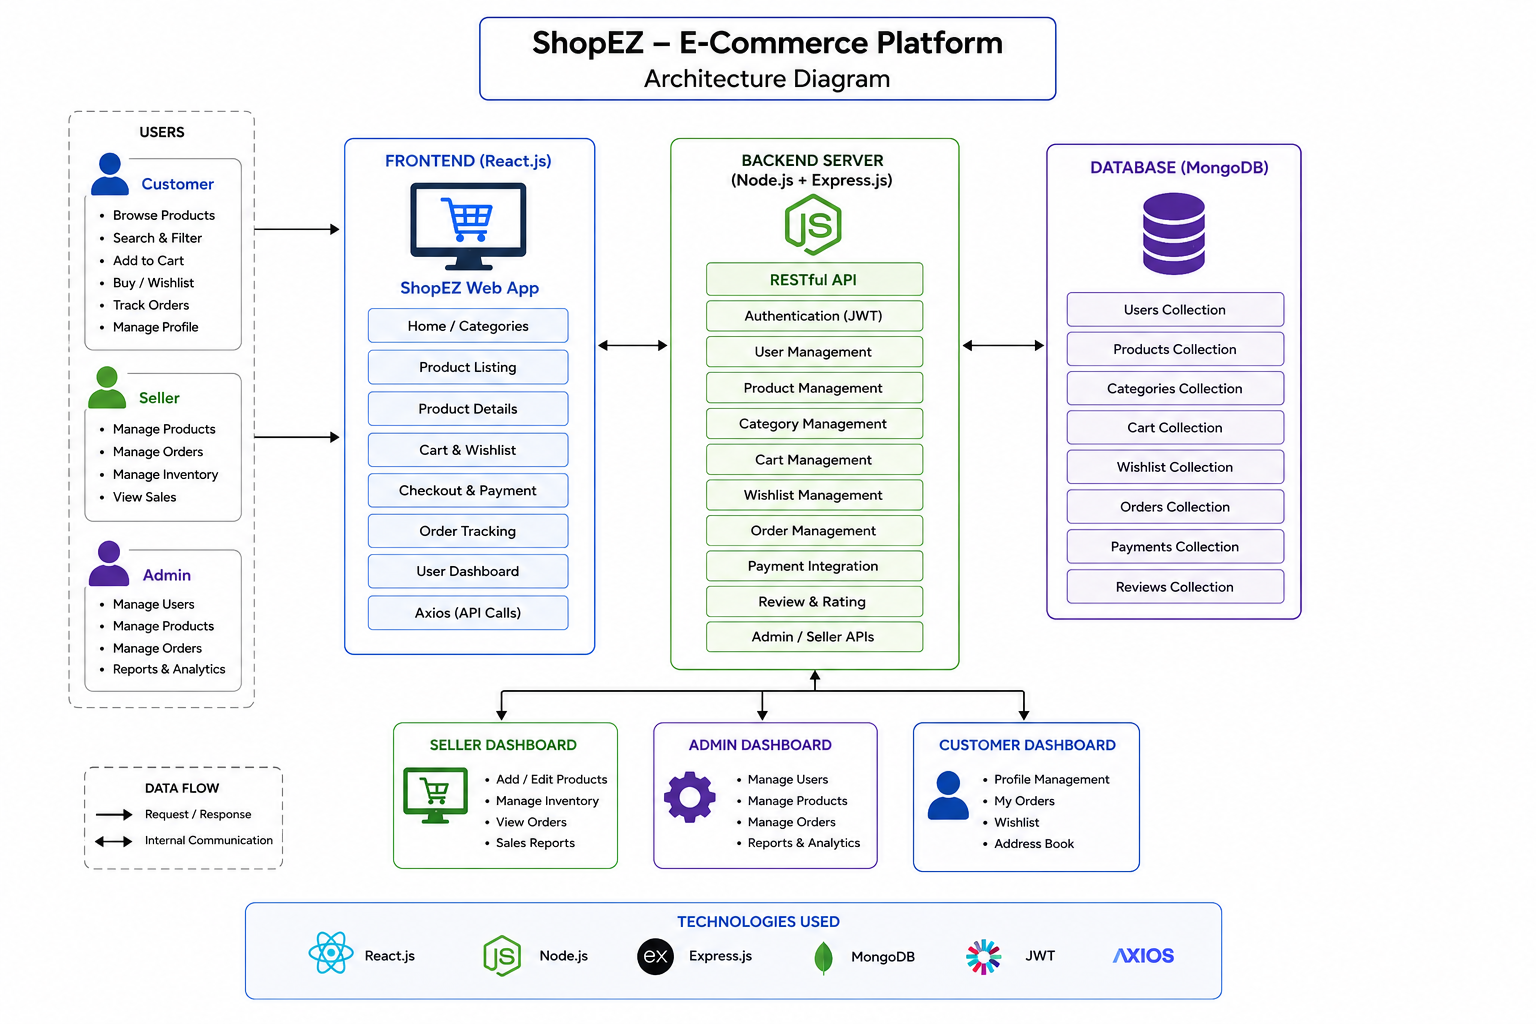 ShopEZ – E-Commerce Platform
Architecture Diagram
USERS
Customer
• Browse Products
• Search & Filter
• Add to Cart
• Buy / Wishlist
• Track Orders
• Manage Profile
Seller
• Manage Products
• Manage Orders
• Manage Inventory
• View Sales
Admin
• Manage Users
• Manage Products
• Manage Orders
• Reports & Analytics
FRONTEND (React.js)
ShopEZ Web App
Home / Categories
Product Listing
Product Details
Cart & Wishlist
Checkout & Payment
Order Tracking
User Dashboard
Axios (API Calls)
BACKEND SERVER
(Node.js + Express.js)
JS
RESTful API
Authentication (JWT)
User Management
Product Management
Category Management
Cart Management
Wishlist Management
Order Management
Payment Integration
Review & Rating
Admin / Seller APIs
DATABASE (MongoDB)
Users Collection
Products Collection
Categories Collection
Cart Collection
Wishlist Collection
Orders Collection
Payments Collection
Reviews Collection
DATA FLOW
Request / Response
Internal Communication
SELLER DASHBOARD
• Add / Edit Products
• Manage Inventory
• View Orders
• Sales Reports
ADMIN DASHBOARD
• Manage Users
• Manage Products
• Manage Orders
• Reports & Analytics
CUSTOMER DASHBOARD
• Profile Management
• My Orders
• Wishlist
• Address Book
TECHNOLOGIES USED
React.js
JS Node.js
ex Express.js
MongoDB
JWT
AXIOS